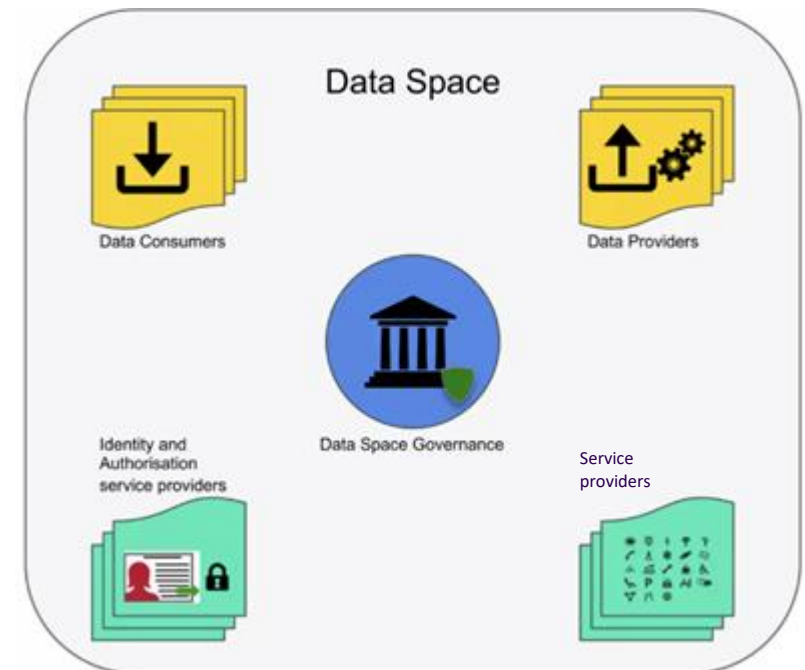 Data Space
Data Consumers
Data Providers
Data Space Governance
Identity and
Authorisation
service providers
Service
providers